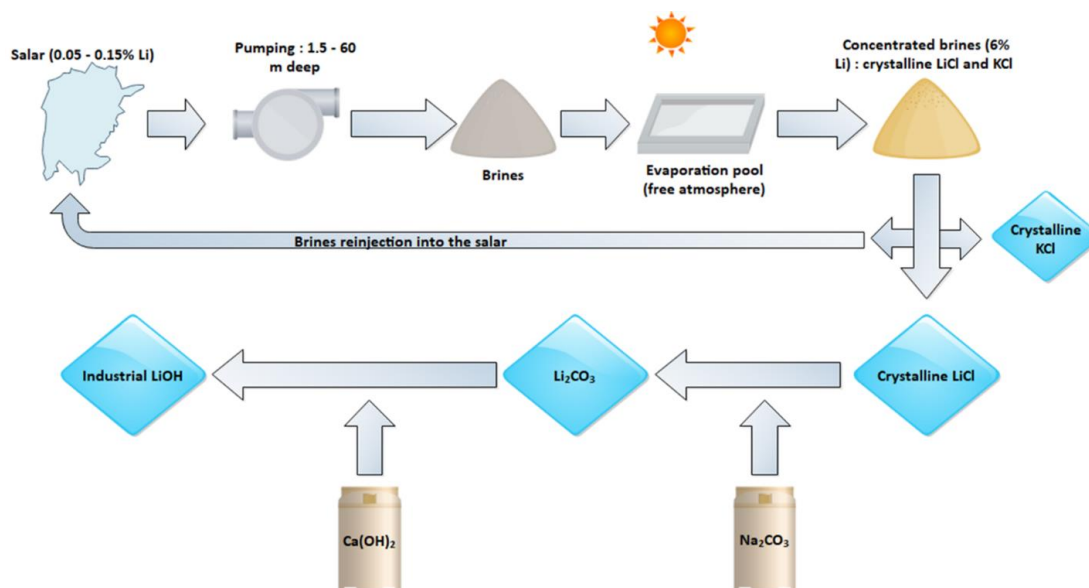 Salar (0.05 - 0.15% Li)
Pumping : 1.5 - 60
m deep
Brines
Evaporation pool
(free atmosphere)
Concentrated brines (6%
Li) : crystalline LiCl and KCl
Brines reinjection into the salar
Crystalline
KCl
Industrial LiOH
Li₂CO₃
Crystalline LiCl
Ca(OH)₂
Na₂CO₃